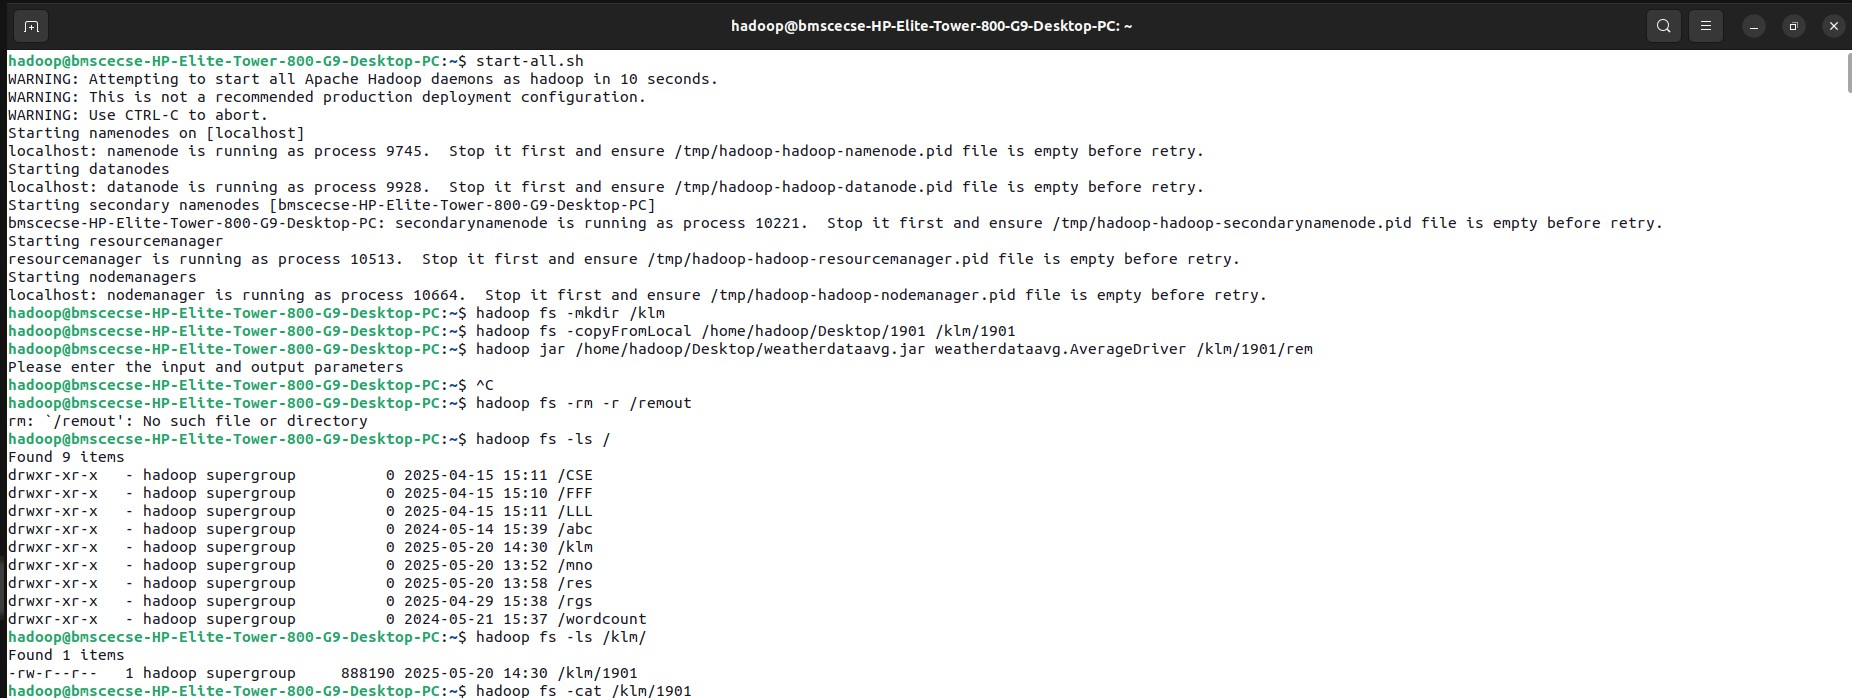 hadoop@bmscecse-HP-Elite-Tower-800-G9-Desktop-PC: ~
hadoop@bmscecse-HP-Elite-Tower-800-G9-Desktop-PC:~$ start-all.sh
WARNING: Attempting to start all Apache Hadoop daemons as hadoop in 10 seconds.
WARNING: This is not a recommended production deployment configuration.
WARNING: Use CTRL-C to abort.
Starting namenodes on [localhost]
localhost: namenode is running as process 9745.  Stop it first and ensure /tmp/hadoop-hadoop-namenode.pid file is empty before retry.
Starting datanodes
localhost: datanode is running as process 9928.  Stop it first and ensure /tmp/hadoop-hadoop-datanode.pid file is empty before retry.
Starting secondary namenodes [bmscecse-HP-Elite-Tower-800-G9-Desktop-PC]
bmscecse-HP-Elite-Tower-800-G9-Desktop-PC: secondarynamenode is running as process 10221.  Stop it first and ensure /tmp/hadoop-hadoop-secondarynamenode.pid file is empty before retry.
Starting resourcemanager
resourcemanager is running as process 10513.  Stop it first and ensure /tmp/hadoop-hadoop-resourcemanager.pid file is empty before retry.
Starting nodemanagers
localhost: nodemanager is running as process 10664.  Stop it first and ensure /tmp/hadoop-hadoop-nodemanager.pid file is empty before retry.
hadoop@bmscecse-HP-Elite-Tower-800-G9-Desktop-PC:~$ hadoop fs -mkdir /klm
hadoop@bmscecse-HP-Elite-Tower-800-G9-Desktop-PC:~$ hadoop fs -copyFromLocal /home/hadoop/Desktop/1901 /klm/1901
hadoop@bmscecse-HP-Elite-Tower-800-G9-Desktop-PC:~$ hadoop jar /home/hadoop/Desktop/weatherdataavg.jar weatherdataavg.AverageDriver /klm/1901/rem
Please enter the input and output parameters
hadoop@bmscecse-HP-Elite-Tower-800-G9-Desktop-PC:~$ ^C
hadoop@bmscecse-HP-Elite-Tower-800-G9-Desktop-PC:~$ hadoop fs -rm -r /remout
rm: `/remout': No such file or directory
hadoop@bmscecse-HP-Elite-Tower-800-G9-Desktop-PC:~$ hadoop fs -ls /
Found 9 items
drwxr-xr-x   - hadoop supergroup          0 2025-04-15 15:11 /CSE
drwxr-xr-x   - hadoop supergroup          0 2025-04-15 15:10 /FFF
drwxr-xr-x   - hadoop supergroup          0 2025-04-15 15:11 /LLL
drwxr-xr-x   - hadoop supergroup          0 2024-05-14 15:39 /abc
drwxr-xr-x   - hadoop supergroup          0 2025-05-20 14:30 /klm
drwxr-xr-x   - hadoop supergroup          0 2025-05-20 13:52 /mno
drwxr-xr-x   - hadoop supergroup          0 2025-05-20 13:58 /res
drwxr-xr-x   - hadoop supergroup          0 2025-04-29 15:38 /rgs
drwxr-xr-x   - hadoop supergroup          0 2024-05-21 15:37 /wordcount
hadoop@bmscecse-HP-Elite-Tower-800-G9-Desktop-PC:~$ hadoop fs -ls /klm/
Found 1 items
-rw-r--r--   1 hadoop supergroup     888190 2025-05-20 14:30 /klm/1901
hadoop@bmscecse-HP-Elite-Tower-800-G9-Desktop-PC:~$ hadoop fs -cat /klm/1901